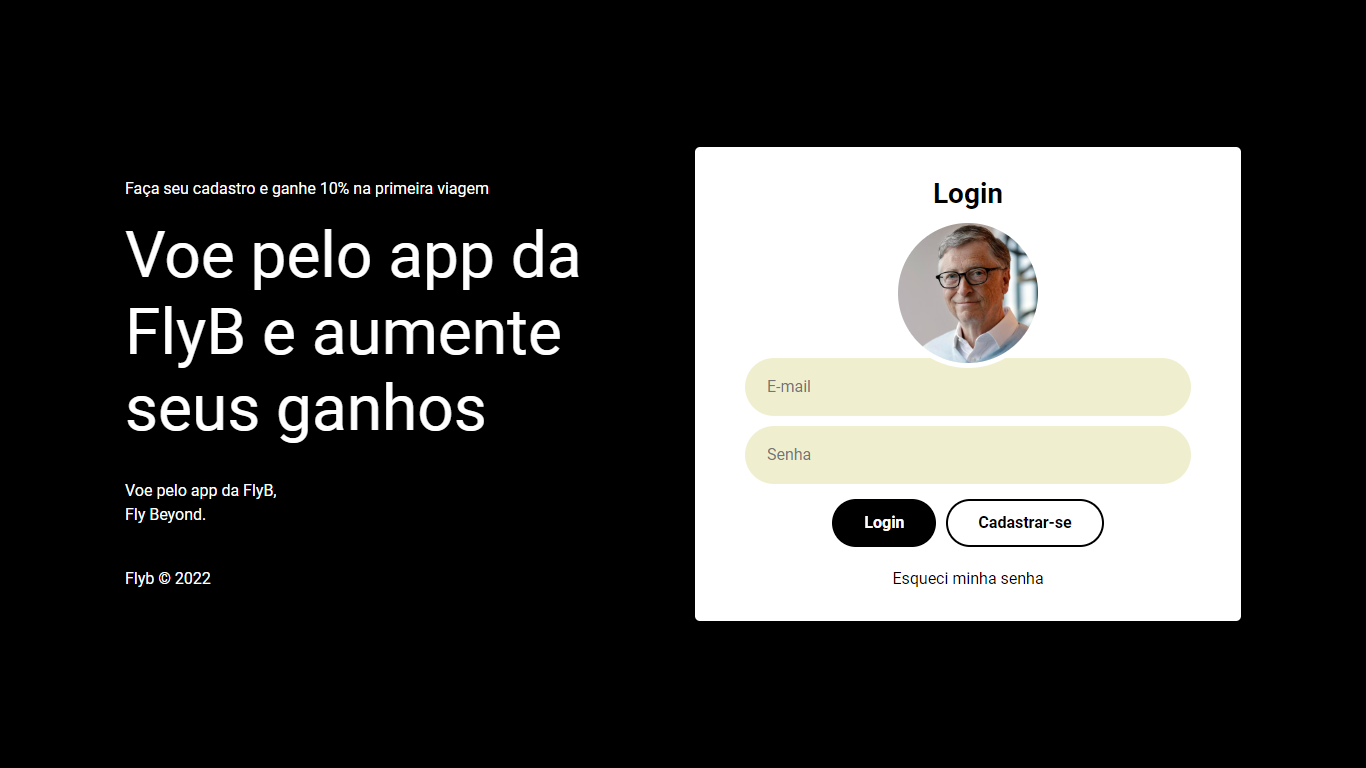 Faça seu cadastro e ganhe 10% na primeira viagem
Voe pelo app da
FlyB e aumente
seus ganhos
Voe pelo app da FlyB,
Fly Beyond.
Flyb © 2022
Login
E-mail
Senha
Login
Cadastrar-se
Esqueci minha senha